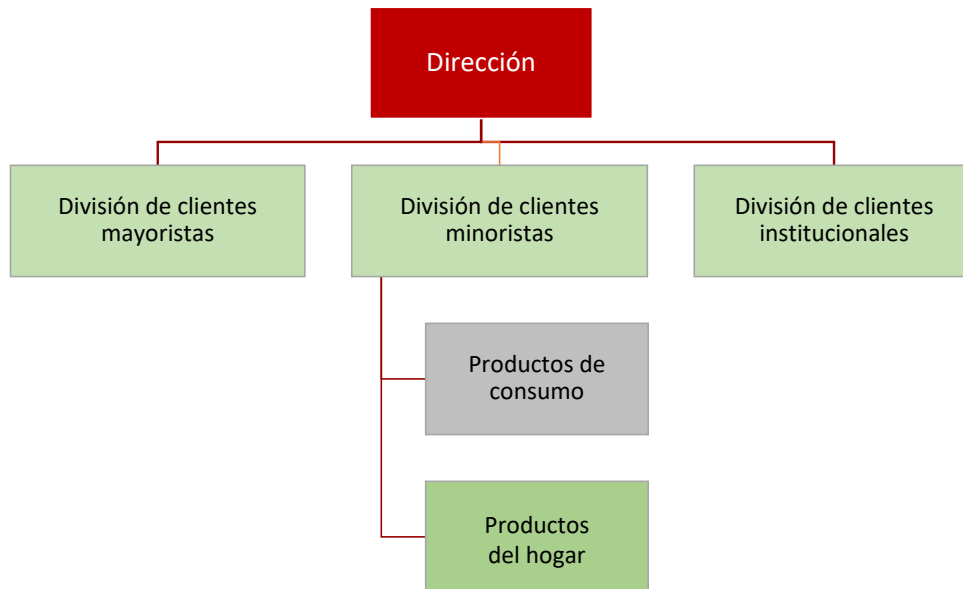 Dirección
División de clientes
mayoristas
División de clientes
minoristas
División de clientes
institucionales
Productos de
consumo
Productos
del hogar